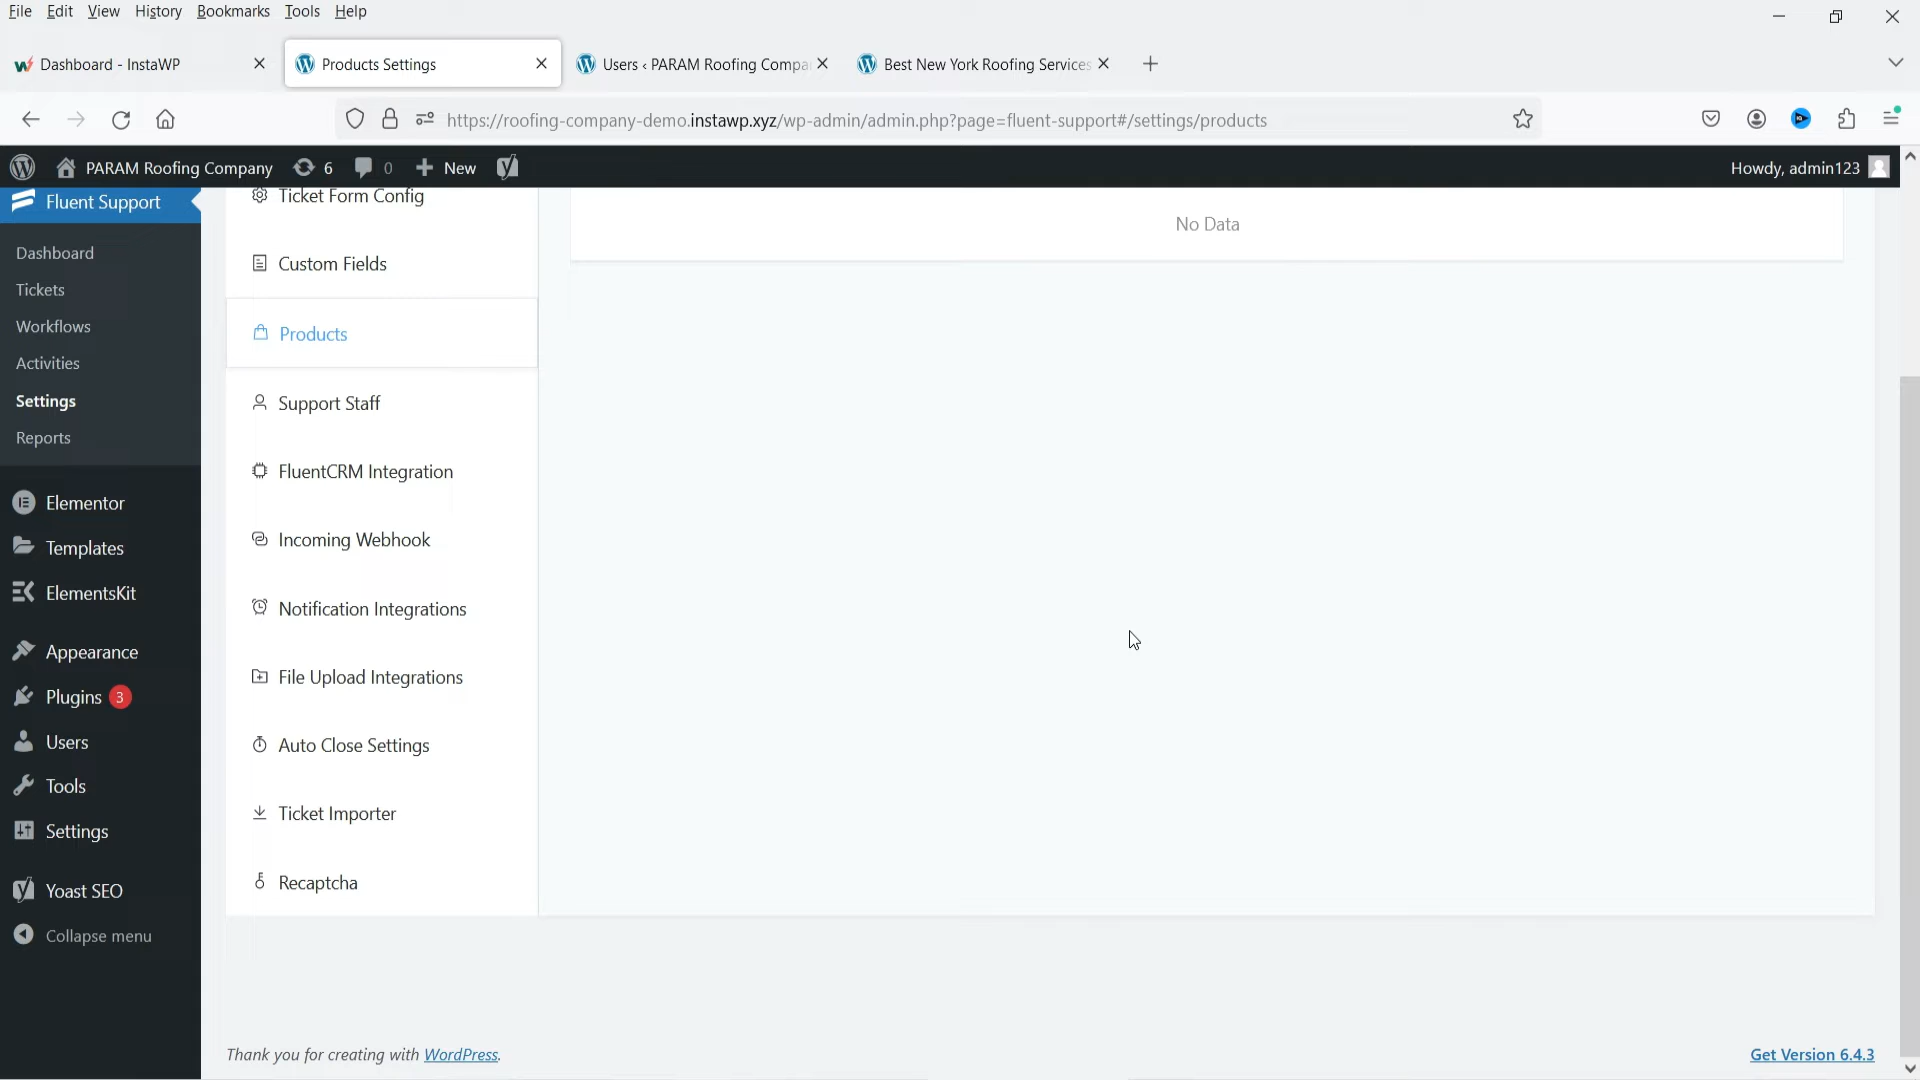 File Edit View History Bookmarks Tools Help
Dashboard - InstaWP
Products Settings
Users ‹ PARAM Roofing Compa
Best New York Roofing Services
https://roofing-company-demo.instawp.xyz/wp-admin/admin.php?page=fluent-support#/settings/products
PARAM Roofing Company 6 0 New
Howdy, admin123
Fluent Support
Dashboard
Tickets
Workflows
Activities
Settings
Reports
Elementor
Templates
ElementsKit
Appearance
Plugins 3
Users
Tools
Settings
Yoast SEO
Collapse menu
Ticket Form Config
Custom Fields
Products
Support Staff
FluentCRM Integration
Incoming Webhook
Notification Integrations
File Upload Integrations
Auto Close Settings
Ticket Importer
Recaptcha
No Data
Thank you for creating with WordPress.
Get Version 6.4.3